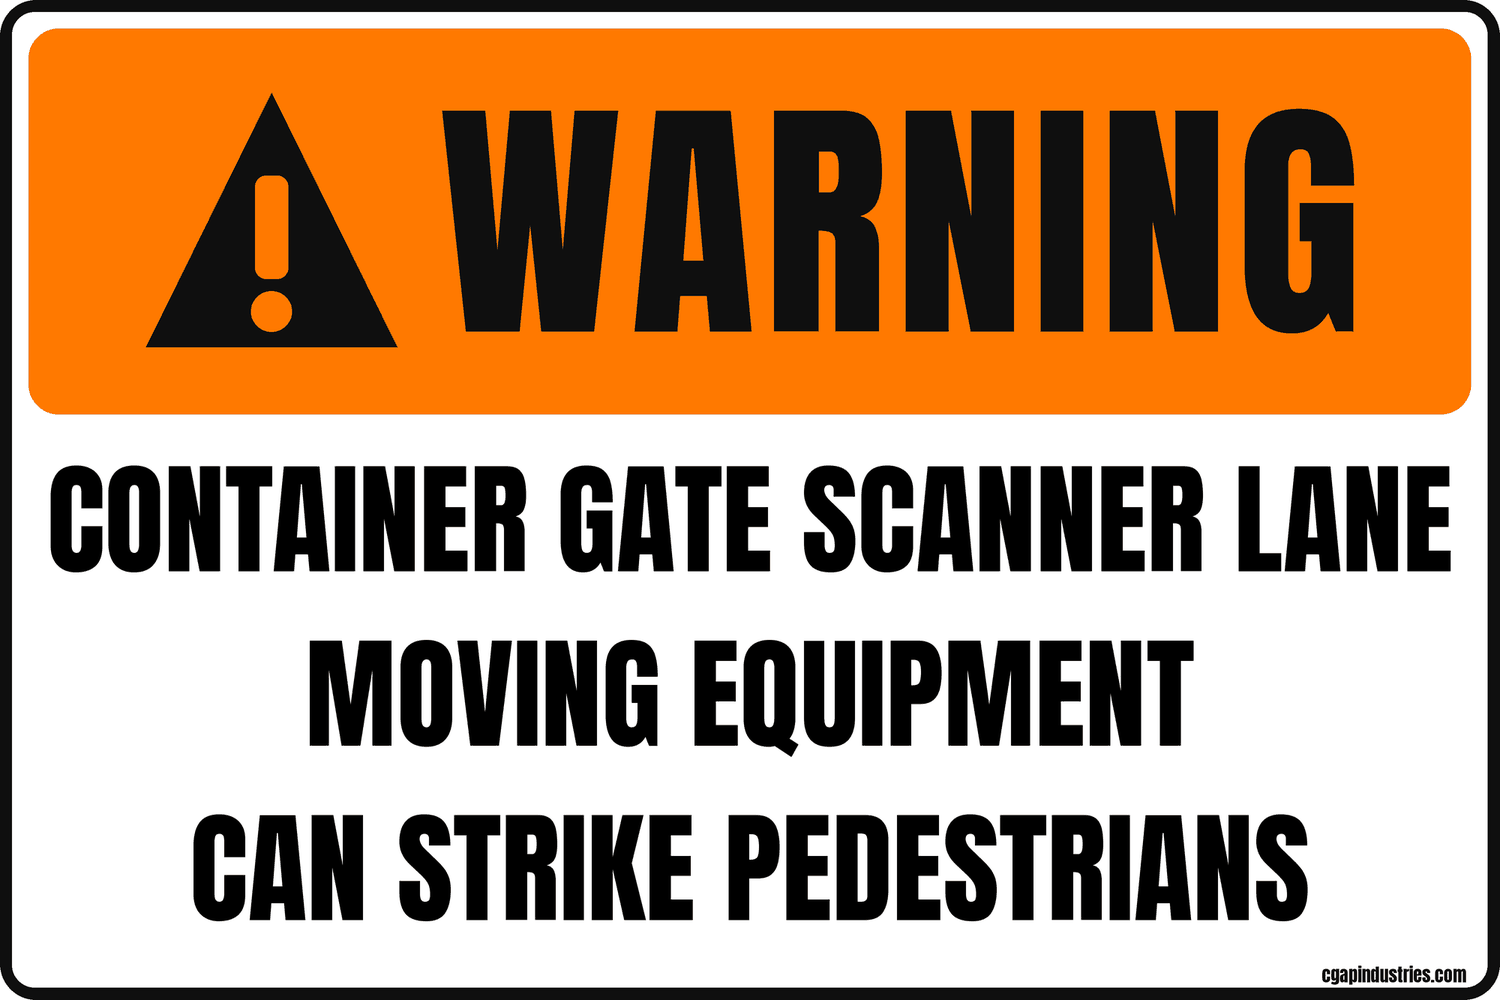 WARNING
CONTAINER GATE SCANNER LANE
MOVING EQUIPMENT
CAN STRIKE PEDESTRIANS
cgapindustries.com